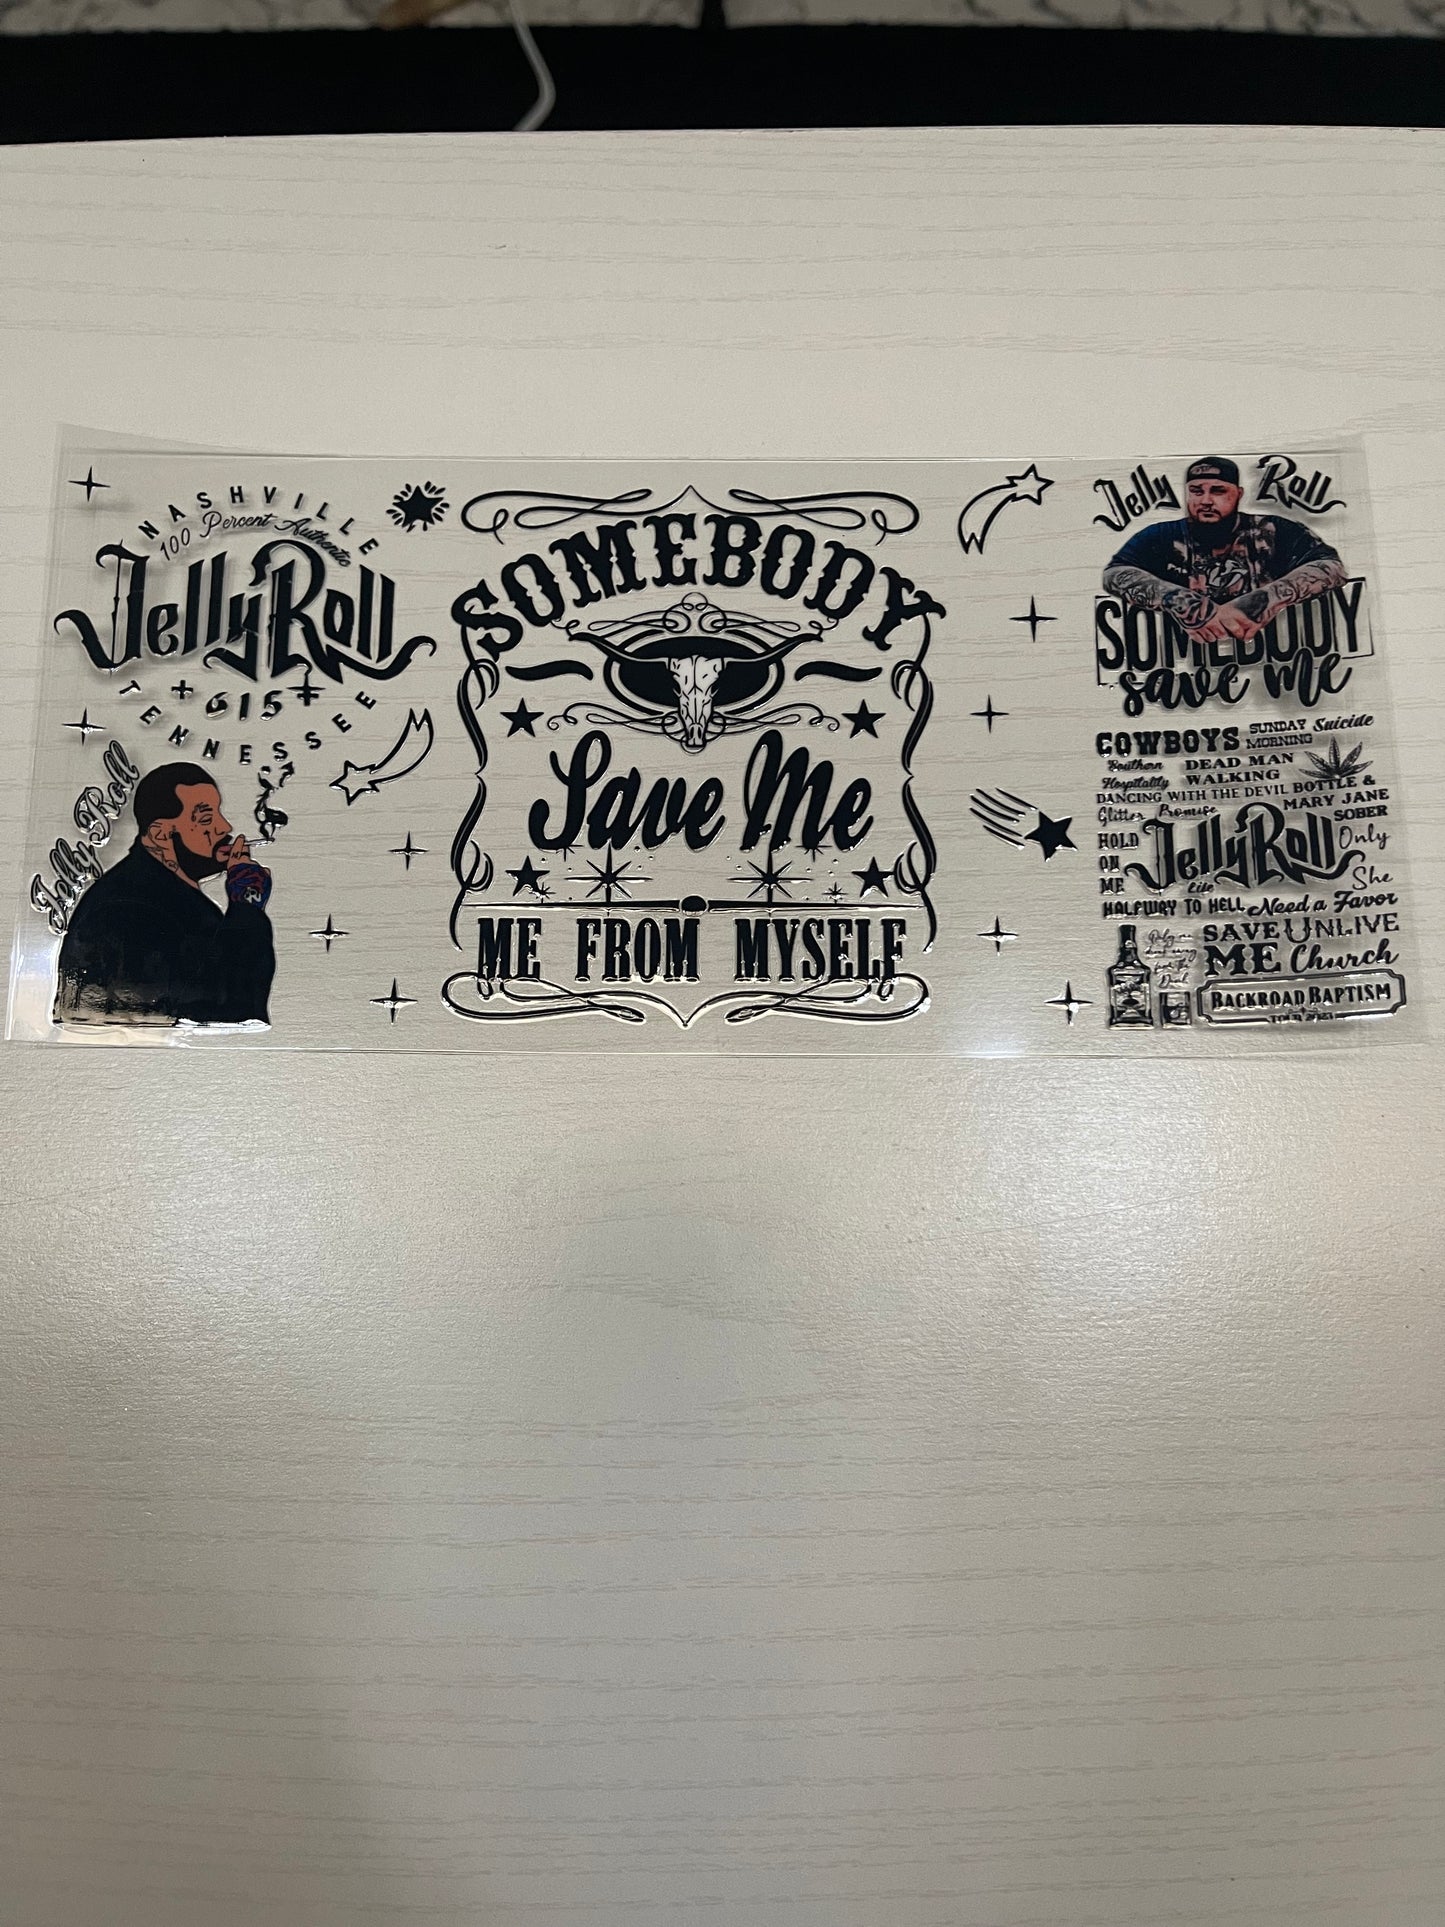 NASHVILLE
100 Percent Authentic
Jelly Roll
615
TENNESSEE
Jelly Roll
SOMEBODY
Save Me
ME FROM MYSELF
Jelly Roll
SOMEBODY
save me
COWBOYS
SUNDAY
MORNING
Suicide
Southern
Hospitality
DEAD MAN
WALKING
DANCING WITH THE DEVIL
BOTTLE &
MARY JANE
Glitter
Promise
SOBER
HOLD
ON
ME
Jelly Roll
Only
She
Life
HALFWAY TO HELL
Need a Favor
SAVE
ME
UNLIVE
Church
BACKROAD BAPTISM
TOUR 2023